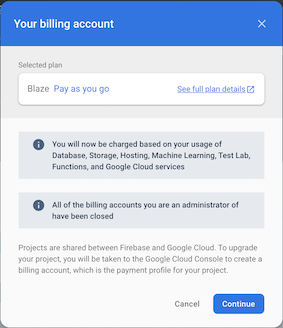 Your billing account
Selected plan
Blaze Pay as you go See full plan details
You will now be charged based on your usage of
Database, Storage, Hosting, Machine Learning, Test Lab,
Functions, and Google Cloud services
All of the billing accounts you are an administrator of
have been closed
Projects are shared between Firebase and Google Cloud. To upgrade
your project, you will be taken to the Google Cloud Console to create a
billing account, which is the payment profile for your project.
Cancel Continue